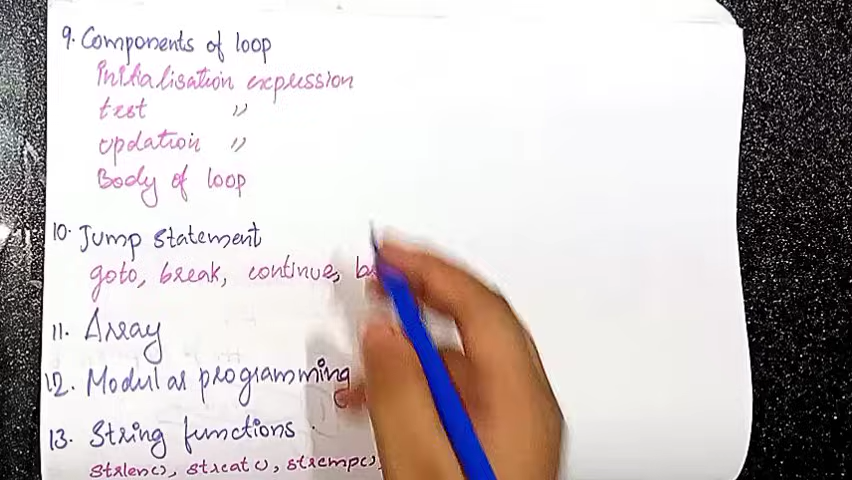 9. Components of loop
Initialisation expression
test ''
updation ''
Body of loop
10. Jump statement
goto, break, continue,
11. Array
12. Modular programming
13. String functions
strlen(), strcat(), strcmp(),